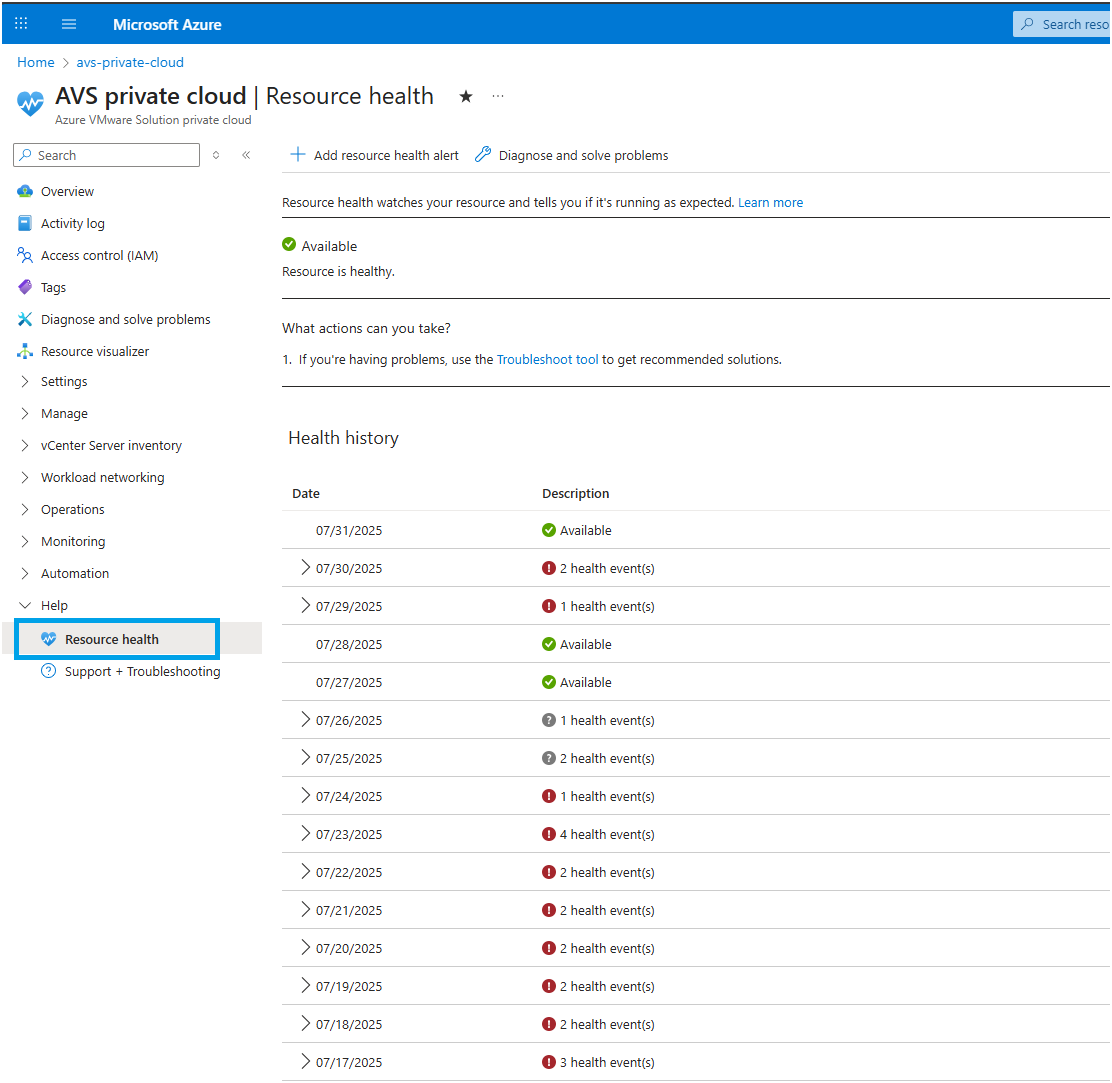 Microsoft Azure
Search reso
Home > avs-private-cloud
AVS private cloud | Resource health
Azure VMware Solution private cloud
Search
Overview
Activity log
Access control (IAM)
Tags
Diagnose and solve problems
Resource visualizer
Settings
Manage
vCenter Server inventory
Workload networking
Operations
Monitoring
Automation
Help
Resource health
Support + Troubleshooting
Add resource health alert Diagnose and solve problems
Resource health watches your resource and tells you if it's running as expected. Learn more
Available
Resource is healthy.
What actions can you take?
1. If you're having problems, use the Troubleshoot tool to get recommended solutions.
Health history
Date Description
07/31/2025 Available
07/30/2025 2 health event(s)
07/29/2025 1 health event(s)
07/28/2025 Available
07/27/2025 Available
07/26/2025 1 health event(s)
07/25/2025 2 health event(s)
07/24/2025 1 health event(s)
07/23/2025 4 health event(s)
07/22/2025 2 health event(s)
07/21/2025 2 health event(s)
07/20/2025 2 health event(s)
07/19/2025 2 health event(s)
07/18/2025 2 health event(s)
07/17/2025 3 health event(s)